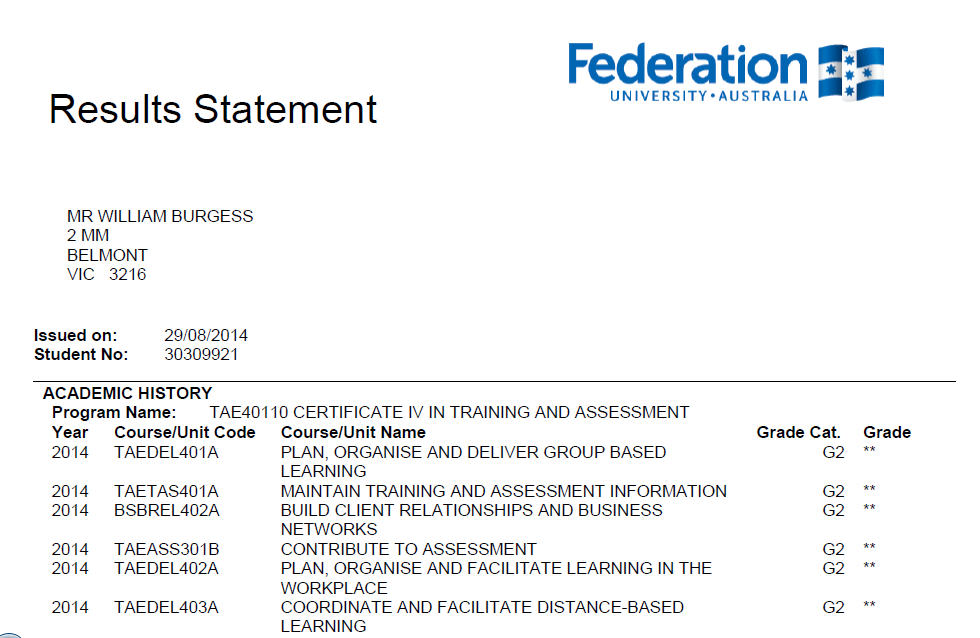 Federation
UNIVERSITY • AUSTRALIA
Results Statement
MR WILLIAM BURGESS
2 MM
BELMONT
VIC 3216
Issued on: 29/08/2014
Student No: 30309921
ACADEMIC HISTORY
Program Name: TAE40110 CERTIFICATE IV IN TRAINING AND ASSESSMENT
Year Course/Unit Code Course/Unit Name Grade Cat. Grade
2014 TAEDEL401A PLAN, ORGANISE AND DELIVER GROUP BASED G2 **
LEARNING
2014 TAETAS401A MAINTAIN TRAINING AND ASSESSMENT INFORMATION G2 **
2014 BSBREL402A BUILD CLIENT RELATIONSHIPS AND BUSINESS G2 **
NETWORKS
2014 TAEASS301B CONTRIBUTE TO ASSESSMENT G2 **
2014 TAEDEL402A PLAN, ORGANISE AND FACILITATE LEARNING IN THE G2 **
WORKPLACE
2014 TAEDEL403A COORDINATE AND FACILITATE DISTANCE-BASED G2 **
LEARNING